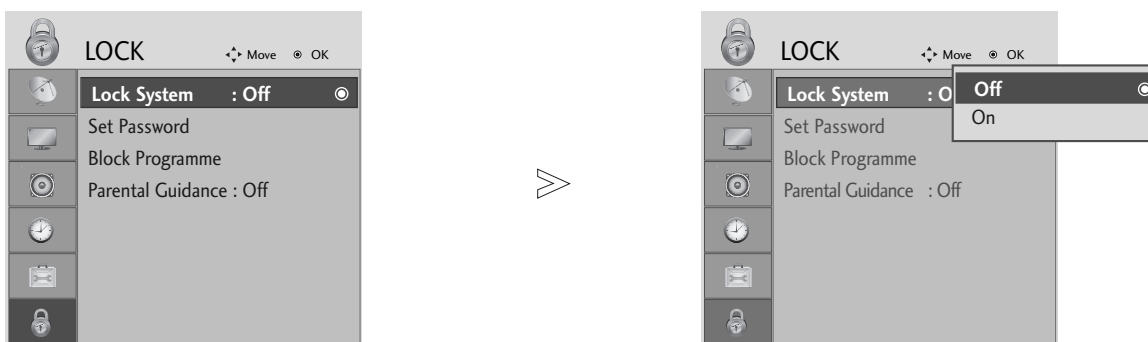 LOCK
Move OK
Lock System : Off
Set Password
Block Programme
Parental Guidance : Off
LOCK
Move OK
Lock System : O
Off
On
Set Password
Block Programme
Parental Guidance : Off